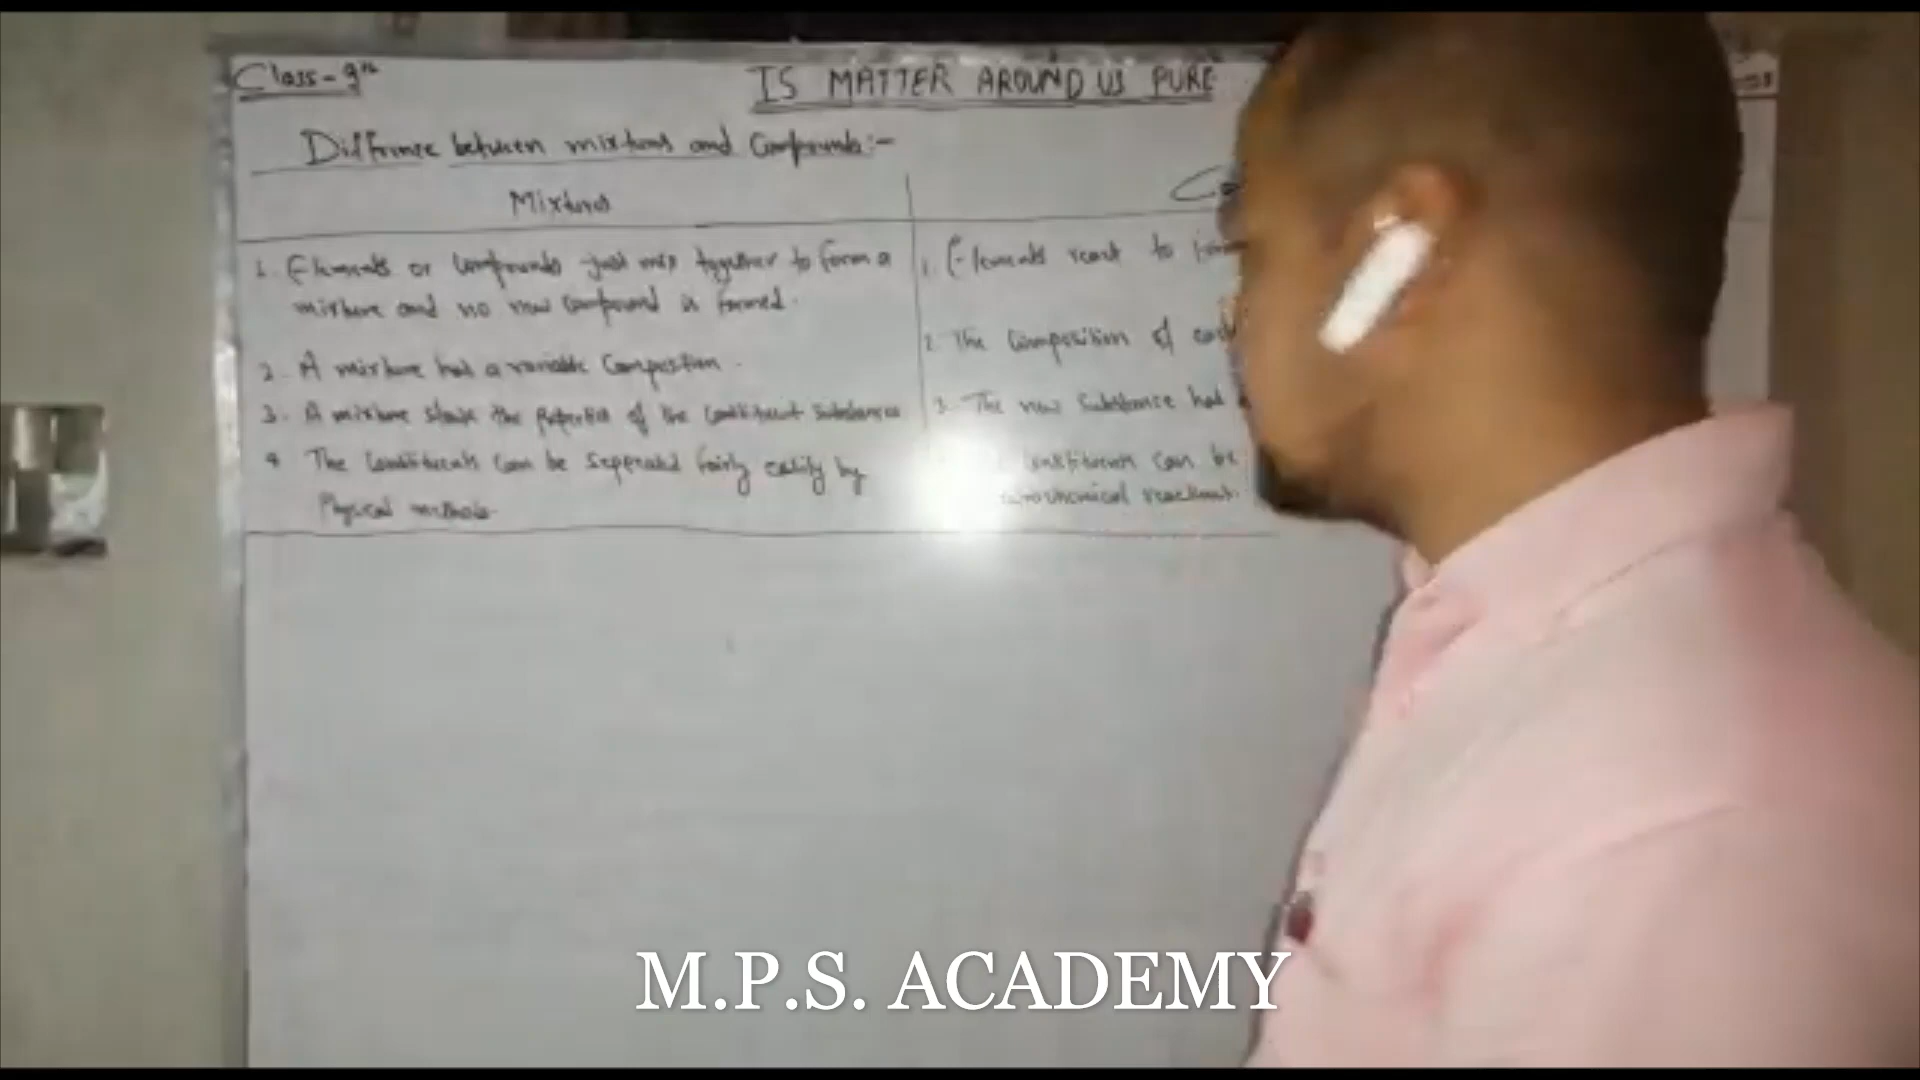 Class-9th
IS MATTER AROUND US PURE
Diffrence between mixtures and Compounds:-
Mixtures
1. Elements or Compounds just mix together to form a
mixture and no new Compound is formed.
2. A mixture has a variable Composition.
3. A mixture shows the Properties of the Constituent Substances
4 The Constituents Can be Seperated fairly easily by
Physical methods.
1. Elements react to form
2. The Composition of each
3. The new Substance has
Constituents can be
chemical reactions.
M.P.S. ACADEMY